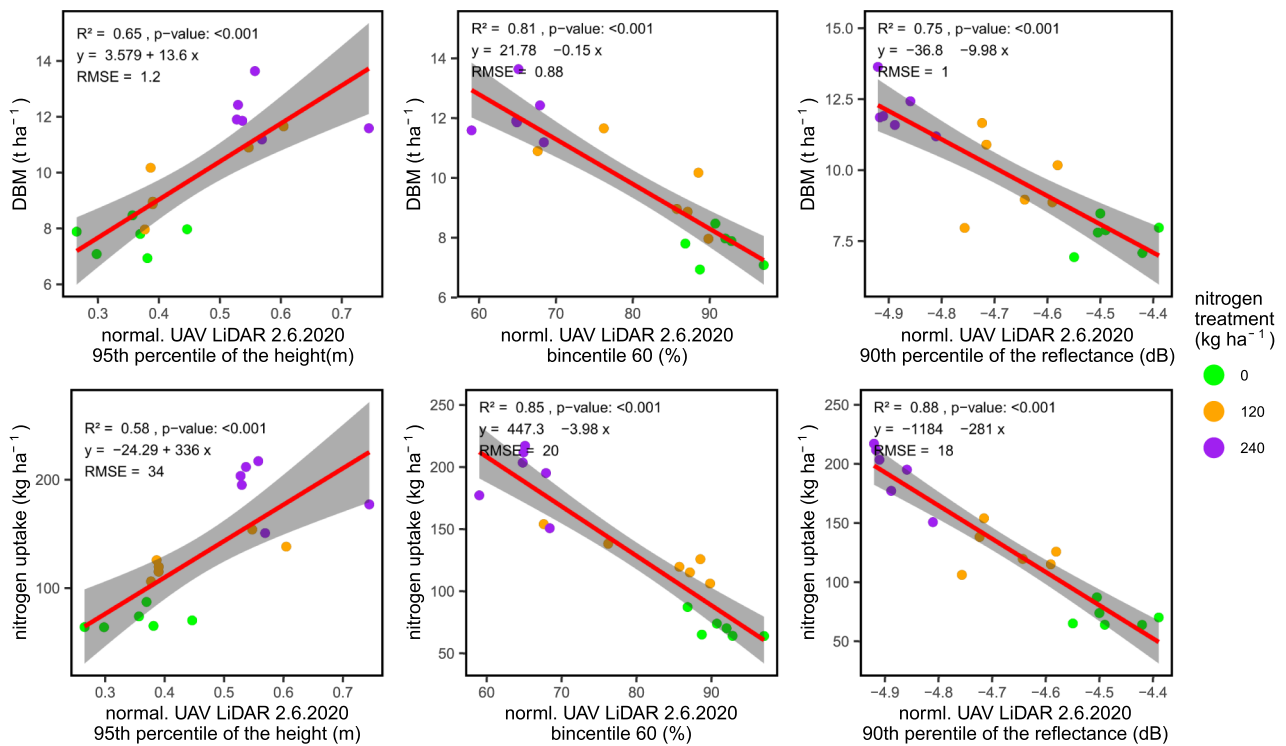 R² = 0.65 , p−value: <0.001
y = 3.579 + 13.6 x
RMSE = 1.2
DBM (t ha⁻¹)
14
12
10
8
6
0.3 0.4 0.5 0.6 0.7
normal. UAV LiDAR 2.6.2020
95th percentile of the height(m)
R² = 0.81 , p−value: <0.001
y = 21.78 −0.15 x
RMSE = 0.88
DBM (t ha⁻¹)
14
12
10
8
6
60 70 80 90
norml. UAV LiDAR 2.6.2020
bincentile 60 (%)
R² = 0.75 , p−value: <0.001
y = −36.8 −9.98 x
RMSE = 1
DBM (t ha⁻¹)
15.0
12.5
10.0
7.5
−4.9 −4.8 −4.7 −4.6 −4.5 −4.4
norml. UAV LiDAR 2.6.2020
90th percentile of the reflectance (dB)
nitrogen
treatment
(kg ha⁻¹)
0
120
240
R² = 0.58 , p−value: <0.001
y = −24.29 + 336 x
RMSE = 34
nitrogen uptake (kg ha⁻¹)
200
100
0.3 0.4 0.5 0.6 0.7
normal. UAV LiDAR 2.6.2020
95th percentile of the height (m)
R² = 0.85 , p−value: <0.001
y = 447.3 −3.98 x
RMSE = 20
nitrogen uptake (kg ha⁻¹)
250
200
150
100
50
60 70 80 90
norml. UAV LiDAR 2.6.2020
bincentile 60 (%)
R² = 0.88 , p−value: <0.001
y = −1184 −281 x
RMSE = 18
nitrogen uptake (kg ha⁻¹)
250
200
150
100
50
−4.9 −4.8 −4.7 −4.6 −4.5 −4.4
normal. UAV LiDAR 2.6.2020
90th percentile of the reflectance (dB)